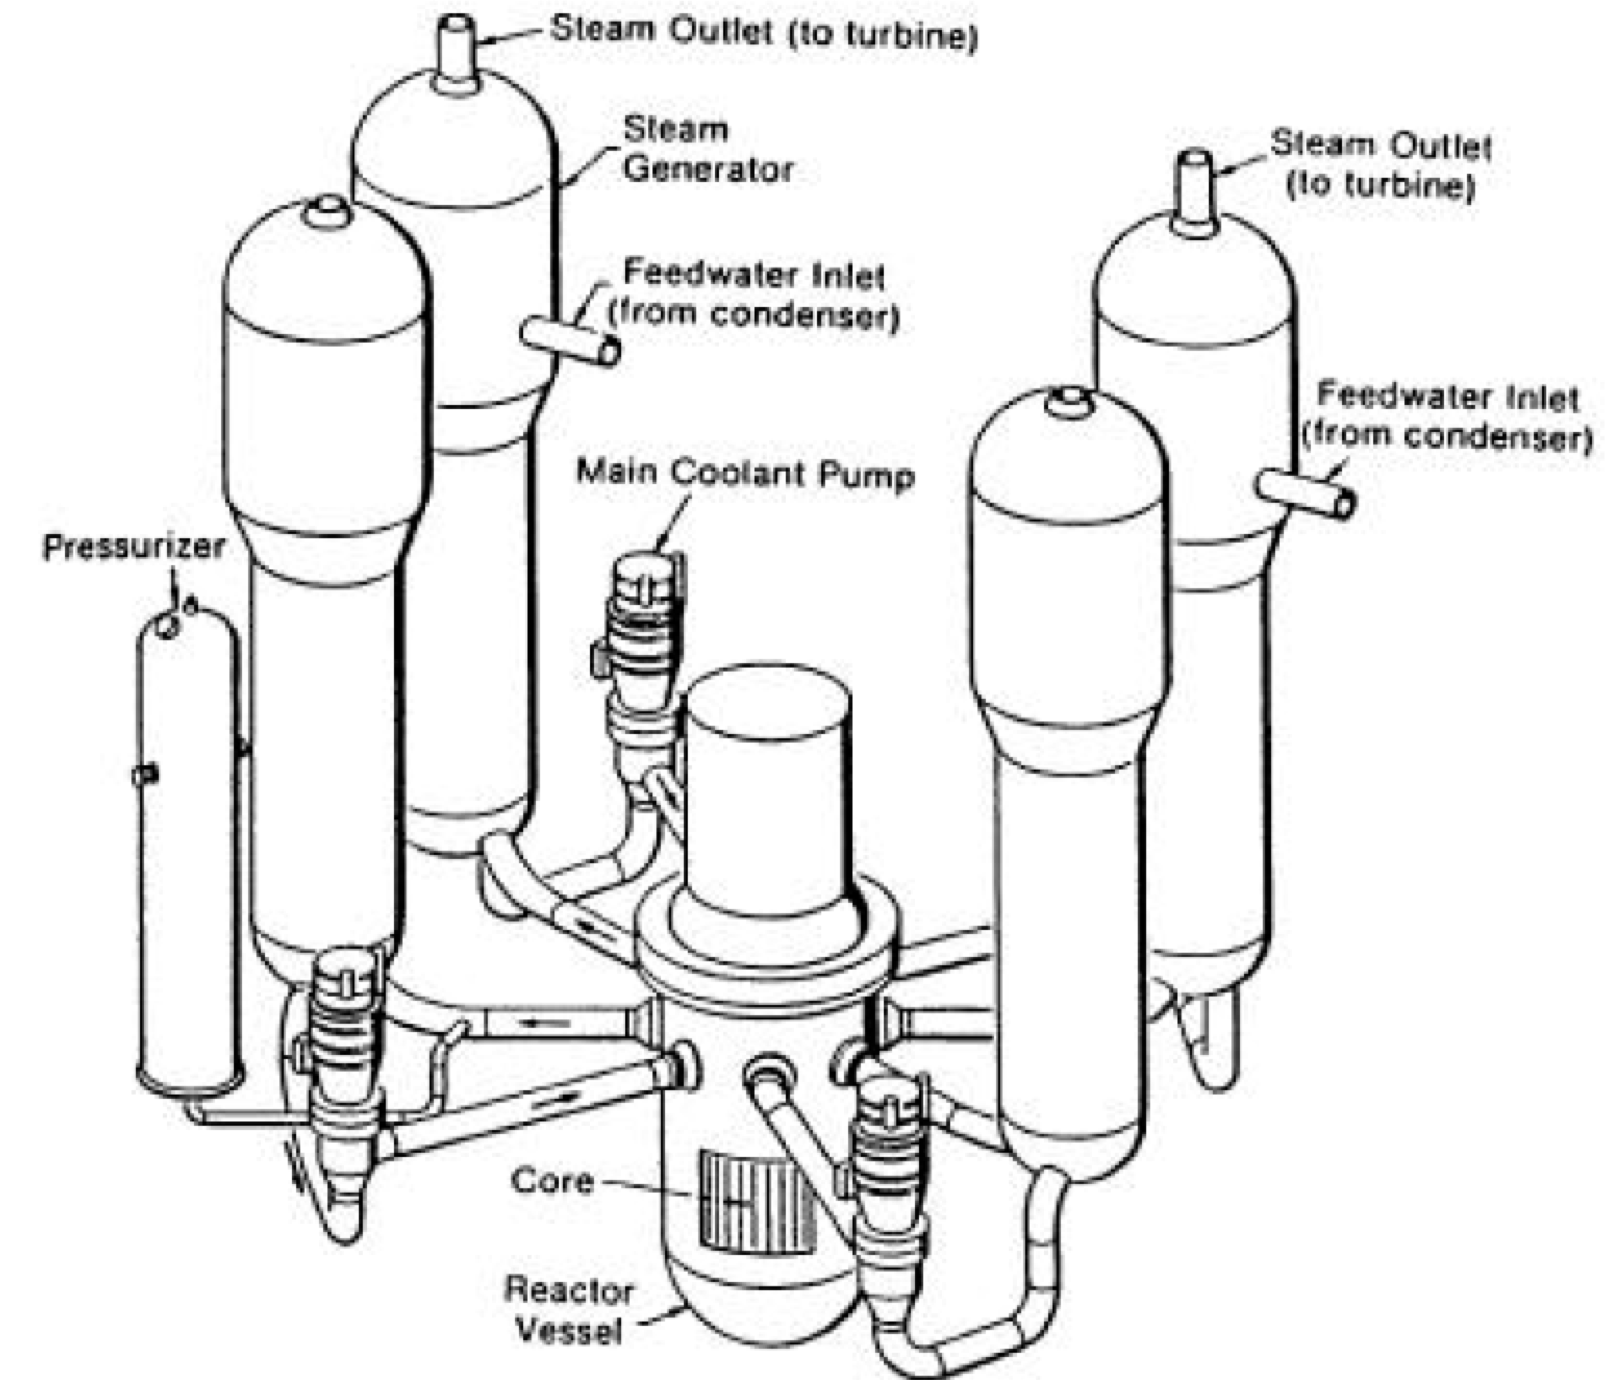 Steam Outlet (to turbine)
Steam
Generator
Steam Outlet
(to turbine)
Feedwater Inlet
(from condenser)
Feedwater Inlet
(from condenser)
Main Coolant Pump
Pressurizer
Core
Reactor
Vessel